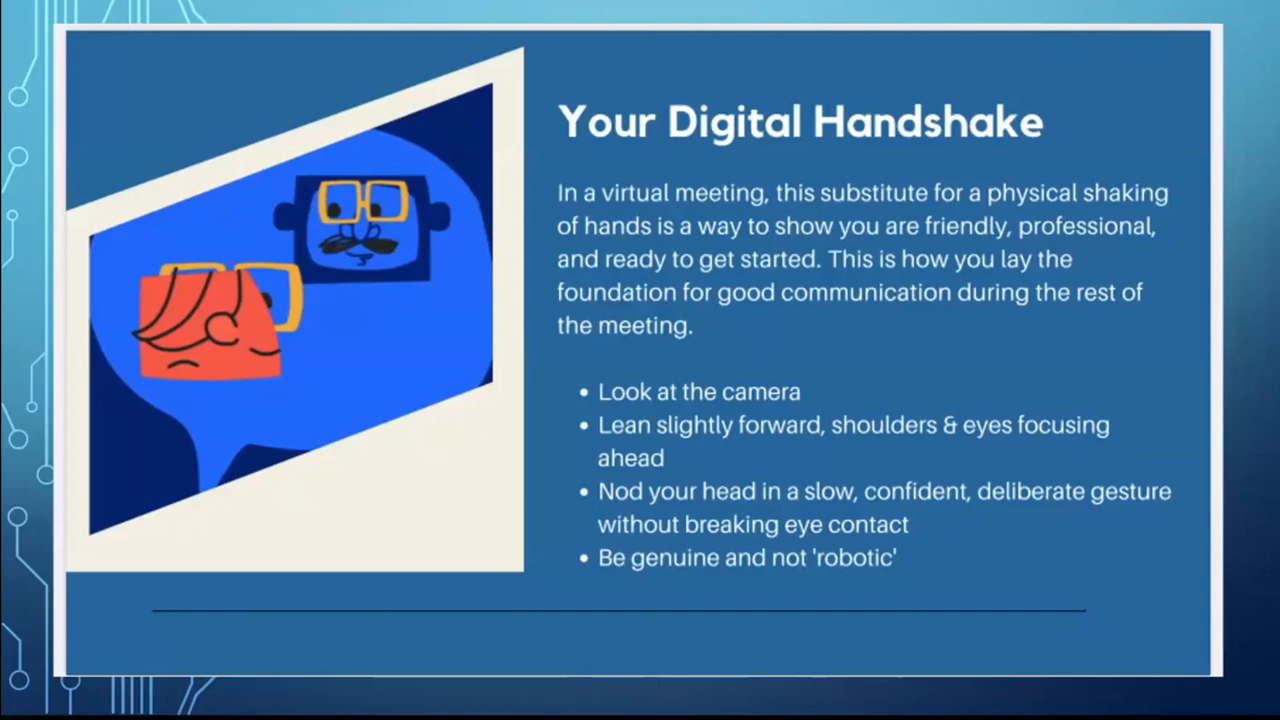 Your Digital Handshake
In a virtual meeting, this substitute for a physical shaking
of hands is a way to show you are friendly, professional,
and ready to get started. This is how you lay the
foundation for good communication during the rest of
the meeting.
• Look at the camera
• Lean slightly forward, shoulders & eyes focusing
ahead
• Nod your head in a slow, confident, deliberate gesture
without breaking eye contact
• Be genuine and not 'robotic'